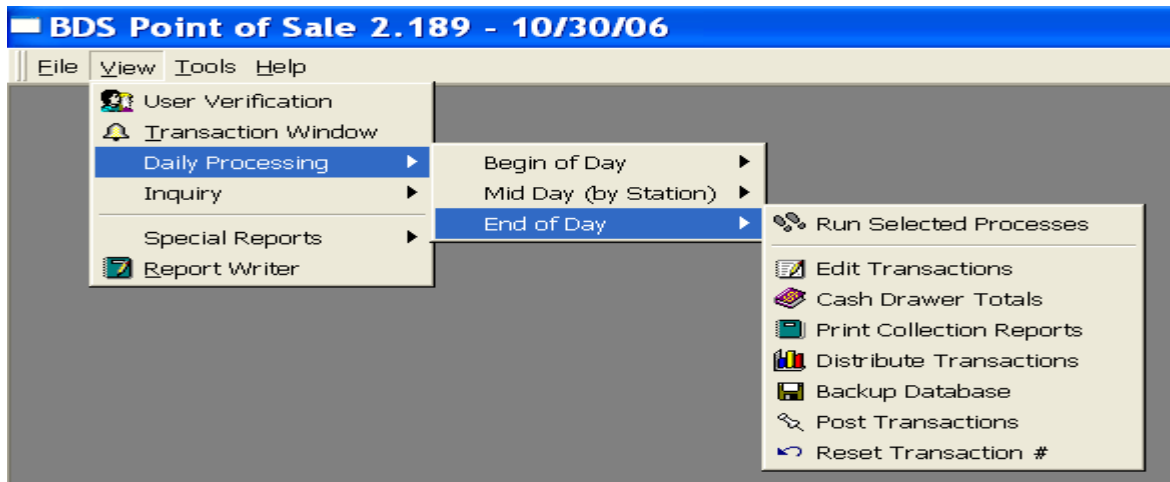 BDS Point of Sale 2.189 - 10/30/06
File View Tools Help
User Verification
Transaction Window
Daily Processing
Inquiry
Special Reports
Report Writer
Begin of Day
Mid Day (by Station)
End of Day
Run Selected Processes
Edit Transactions
Cash Drawer Totals
Print Collection Reports
Distribute Transactions
Backup Database
Post Transactions
Reset Transaction #